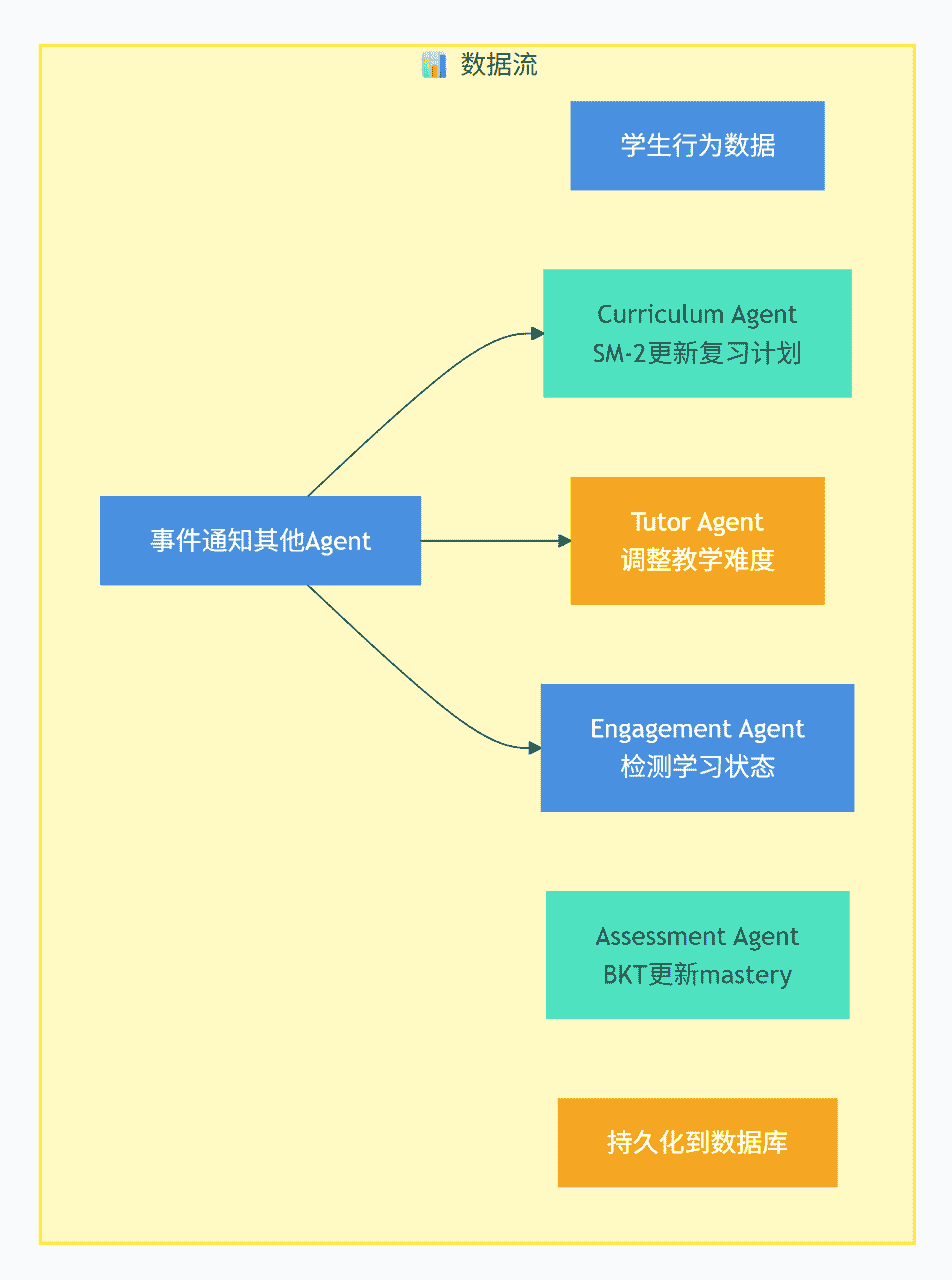 📊 数据流
学生行为数据
Curriculum Agent
SM-2更新复习计划
事件通知其他Agent
Tutor Agent
调整教学难度
Engagement Agent
检测学习状态
Assessment Agent
BKT更新mastery
持久化到数据库